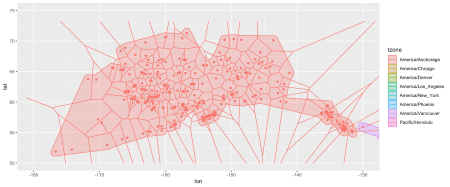 75
70
65
60
55
50
lat
-180
-170
-160
-150
-140
-130
lon
tzone
America/Anchorage
America/Chicago
America/Denver
America/Los_Angeles
America/New_York
America/Phoenix
America/Vancouver
Pacific/Honolulu